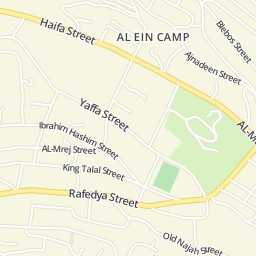 Haifa Street
AL EIN CAMP
Blebos Street
Ajnadeen Street
Yaffa Street
AL-M
Ibrahim Hashim Street
AL-Mrej Street
King Talal Street
Rafedya Street
Old Najah Street